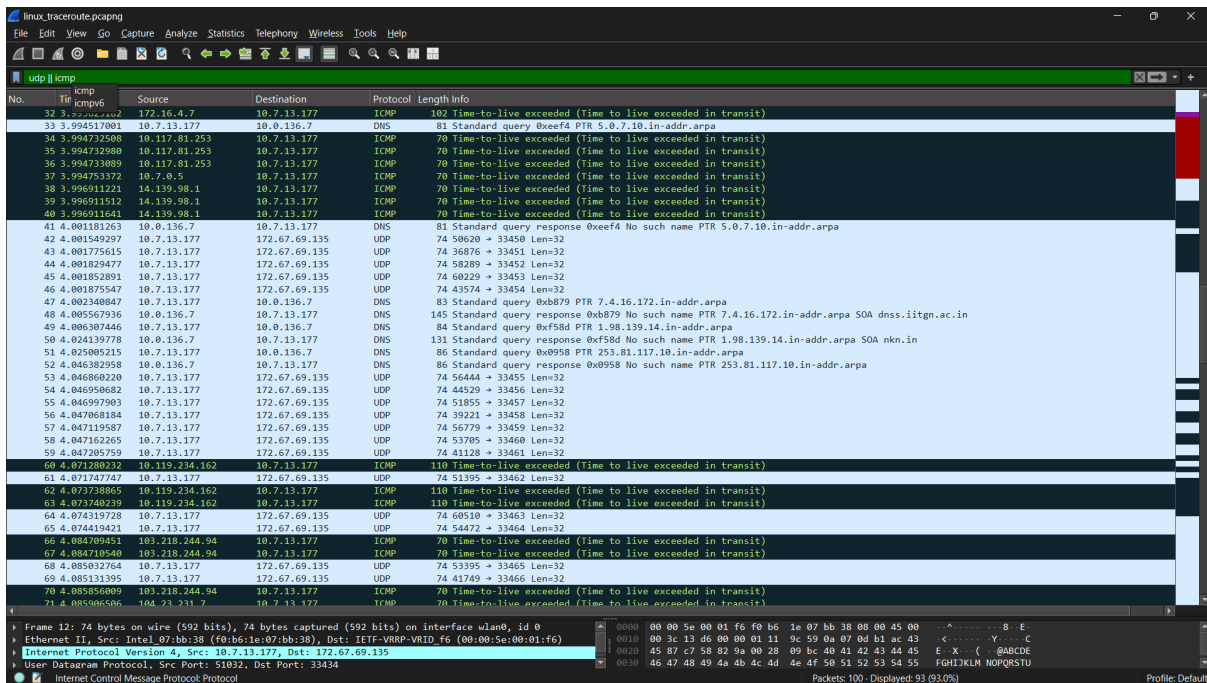 linux_traceroute.pcapng
File Edit View Go Capture Analyze Statistics Telephony Wireless Tools Help
udp || icmp
icmp
icmpv6
No. Source Destination Protocol Length Info
32 172.16.4.7 10.7.13.177 ICMP 102 Time-to-live exceeded (Time to live exceeded in transit)
33 3.994517001 10.7.13.177 10.0.136.7 DNS 81 Standard query 0xeef4 PTR 5.0.7.10.in-addr.arpa
34 3.994732508 10.117.81.253 10.7.13.177 ICMP 70 Time-to-live exceeded (Time to live exceeded in transit)
35 3.994732980 10.117.81.253 10.7.13.177 ICMP 70 Time-to-live exceeded (Time to live exceeded in transit)
36 3.994733089 10.117.81.253 10.7.13.177 ICMP 70 Time-to-live exceeded (Time to live exceeded in transit)
37 3.994753372 10.7.0.5 10.7.13.177 ICMP 70 Time-to-live exceeded (Time to live exceeded in transit)
38 3.996911221 14.139.98.1 10.7.13.177 ICMP 70 Time-to-live exceeded (Time to live exceeded in transit)
39 3.996911512 14.139.98.1 10.7.13.177 ICMP 70 Time-to-live exceeded (Time to live exceeded in transit)
40 3.996911641 14.139.98.1 10.7.13.177 ICMP 70 Time-to-live exceeded (Time to live exceeded in transit)
41 4.001181263 10.0.136.7 10.7.13.177 DNS 81 Standard query response 0xeef4 No such name PTR 5.0.7.10.in-addr.arpa
42 4.001549297 10.7.13.177 172.67.69.135 UDP 74 50620 → 33450 Len=32
43 4.001775615 10.7.13.177 172.67.69.135 UDP 74 36876 → 33451 Len=32
44 4.001829477 10.7.13.177 172.67.69.135 UDP 74 58289 → 33452 Len=32
45 4.001852891 10.7.13.177 172.67.69.135 UDP 74 60229 → 33453 Len=32
46 4.001875547 10.7.13.177 172.67.69.135 UDP 74 43574 → 33454 Len=32
47 4.002340847 10.7.13.177 10.0.136.7 DNS 83 Standard query 0xb879 PTR 7.4.16.172.in-addr.arpa
48 4.005567936 10.0.136.7 10.7.13.177 DNS 145 Standard query response 0xb879 No such name PTR 7.4.16.172.in-addr.arpa SOA dnss.iitgn.ac.in
49 4.006307446 10.7.13.177 10.0.136.7 DNS 84 Standard query 0xf58d PTR 1.98.139.14.in-addr.arpa
50 4.024139778 10.0.136.7 10.7.13.177 DNS 131 Standard query response 0xf58d No such name PTR 1.98.139.14.in-addr.arpa SOA nkn.in
51 4.025005215 10.7.13.177 10.0.136.7 DNS 86 Standard query 0x0958 PTR 253.81.117.10.in-addr.arpa
52 4.046382958 10.0.136.7 10.7.13.177 DNS 86 Standard query response 0x0958 No such name PTR 253.81.117.10.in-addr.arpa
53 4.046860220 10.7.13.177 172.67.69.135 UDP 74 56444 → 33455 Len=32
54 4.046950682 10.7.13.177 172.67.69.135 UDP 74 44529 → 33456 Len=32
55 4.046997903 10.7.13.177 172.67.69.135 UDP 74 51855 → 33457 Len=32
56 4.047068184 10.7.13.177 172.67.69.135 UDP 74 39221 → 33458 Len=32
57 4.047119587 10.7.13.177 172.67.69.135 UDP 74 56779 → 33459 Len=32
58 4.047162265 10.7.13.177 172.67.69.135 UDP 74 53705 → 33460 Len=32
59 4.047205759 10.7.13.177 172.67.69.135 UDP 74 41128 → 33461 Len=32
60 4.071280232 10.119.234.162 10.7.13.177 ICMP 110 Time-to-live exceeded (Time to live exceeded in transit)
61 4.071747747 10.7.13.177 172.67.69.135 UDP 74 51395 → 33462 Len=32
62 4.073738865 10.119.234.162 10.7.13.177 ICMP 110 Time-to-live exceeded (Time to live exceeded in transit)
63 4.073740239 10.119.234.162 10.7.13.177 ICMP 110 Time-to-live exceeded (Time to live exceeded in transit)
64 4.074319728 10.7.13.177 172.67.69.135 UDP 74 60510 → 33463 Len=32
65 4.074419421 10.7.13.177 172.67.69.135 UDP 74 54472 → 33464 Len=32
66 4.084709451 103.218.244.94 10.7.13.177 ICMP 70 Time-to-live exceeded (Time to live exceeded in transit)
67 4.084710540 103.218.244.94 10.7.13.177 ICMP 70 Time-to-live exceeded (Time to live exceeded in transit)
68 4.085032764 10.7.13.177 172.67.69.135 UDP 74 53395 → 33465 Len=32
69 4.085131395 10.7.13.177 172.67.69.135 UDP 74 41749 → 33466 Len=32
70 4.085856009 103.218.244.94 10.7.13.177 ICMP 70 Time-to-live exceeded (Time to live exceeded in transit)
71 4.085906506 104.23.231.7 10.7.13.177 ICMP 70 Time-to-live exceeded (Time to live exceeded in transit)
Frame 12: 74 bytes on wire (592 bits), 74 bytes captured (592 bits) on interface wlan0, id 0
Ethernet II, Src: Intel_07:bb:38 (f0:b6:1e:07:bb:38), Dst: IETF-VRRP-VRID_f6 (00:00:5e:00:01:f6)
Internet Protocol Version 4, Src: 10.7.13.177, Dst: 172.67.69.135
User Datagram Protocol, Src Port: 51032, Dst Port: 33434
0000 00 00 5e 00 01 f6 f0 b6 1e 07 bb 38 08 00 45 00 ··^····· ···8··E·
0010 00 3c 13 d6 00 00 01 11 9c 59 0a 07 0d b1 ac 43 ·<······ ·Y·····C
0020 45 87 c7 58 82 9a 00 28 09 bc 40 41 42 43 44 45 E··X···( ··@ABCDE
0030 46 47 48 49 4a 4b 4c 4d 4e 4f 50 51 52 53 54 55 FGHIJKLM NOPQRSTU
Internet Control Message Protocol: Protocol
Packets: 100 · Displayed: 93 (93.0%)
Profile: Default